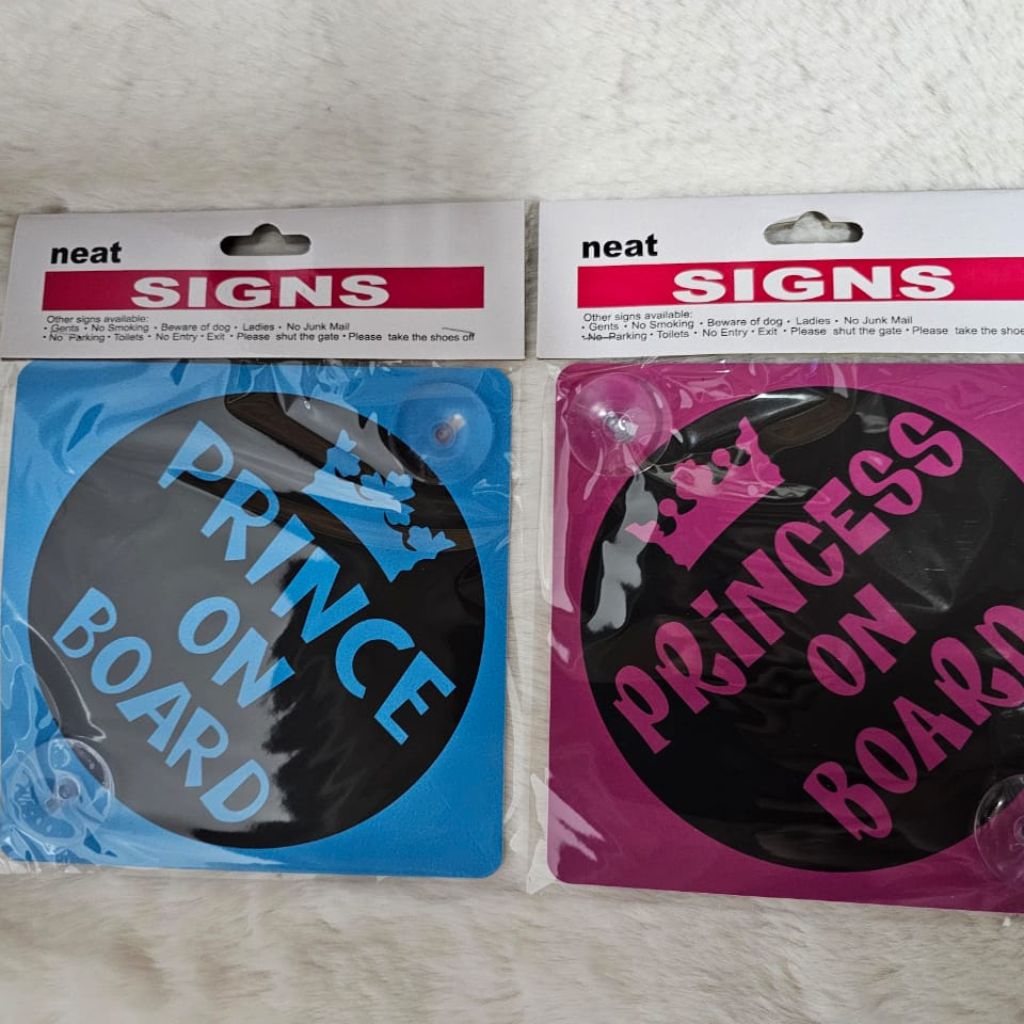 neat
SIGNS
Other signs available:
• Gents • No Smoking • Beware of dog • Ladies • No Junk Mail
• No Parking • Toilets • No Entry • Exit • Please shut the gate • Please take the shoes off
PRINCE
ON
BOARD
neat
SIGNS
Other signs available:
• Gents • No Smoking • Beware of dog • Ladies • No Junk Mail
• No Parking • Toilets • No Entry • Exit • Please shut the gate • Please take the shoe
PRiNCESS
ON
BOARD